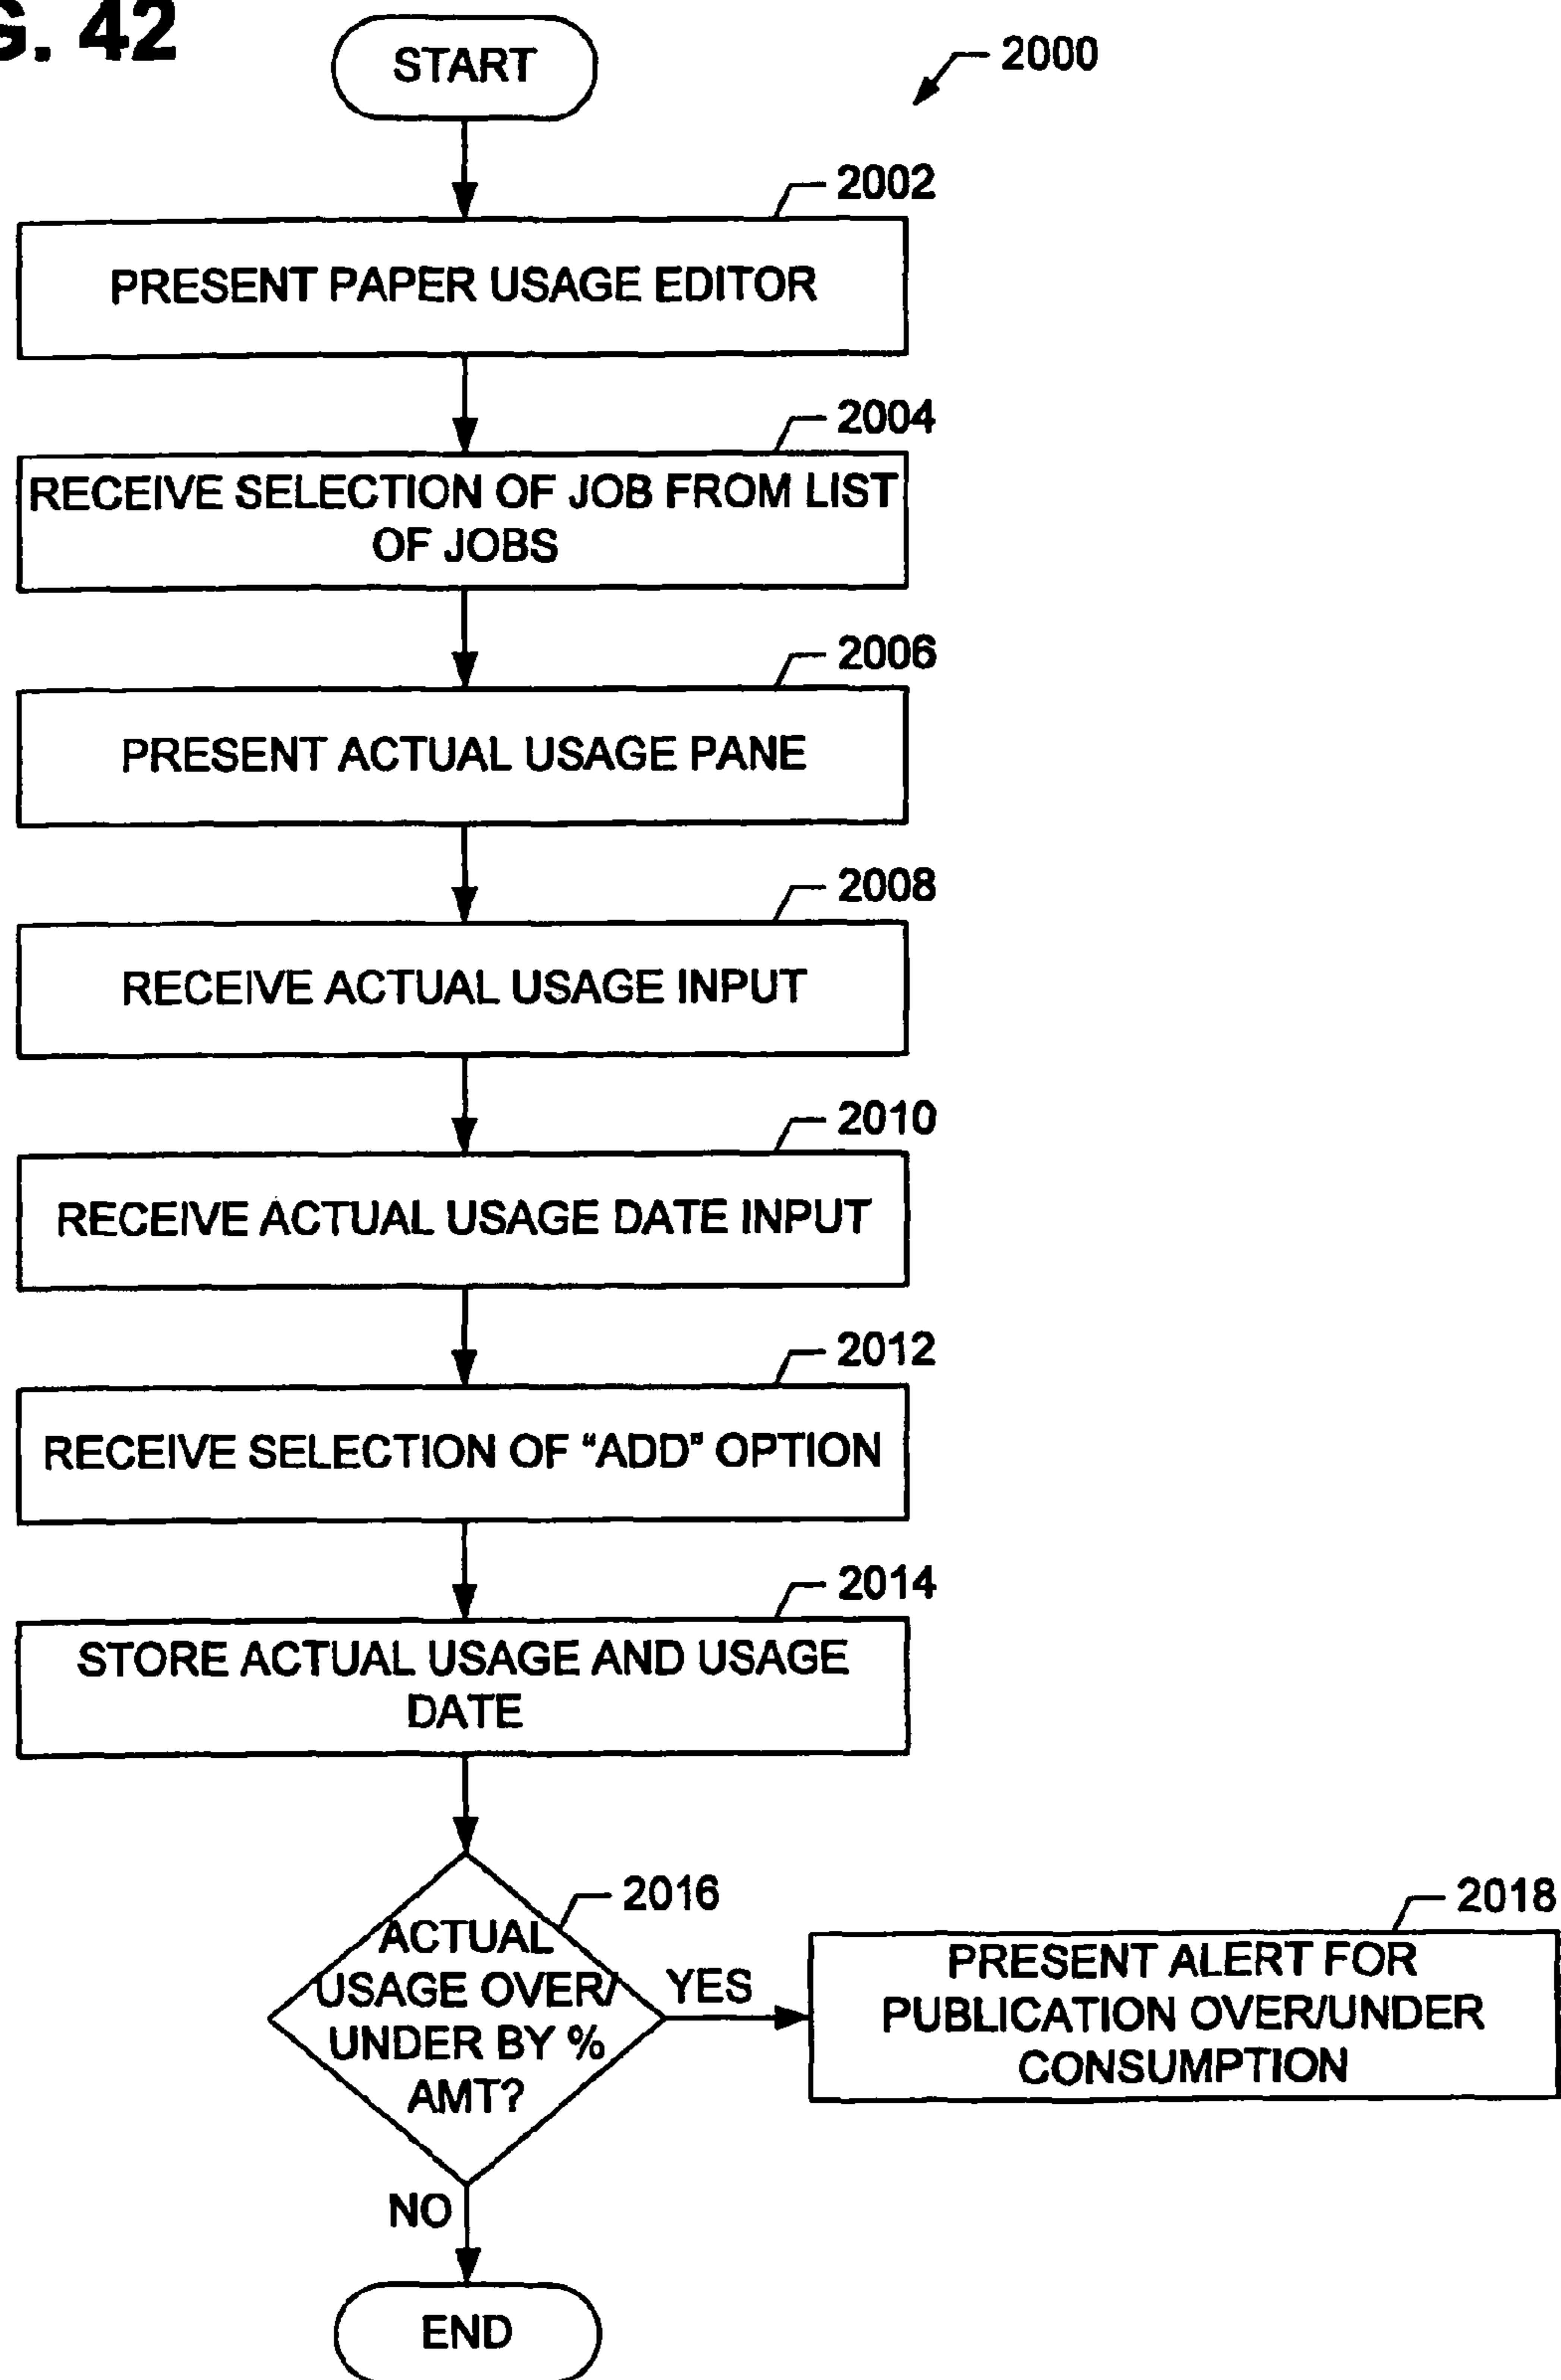 G. 42
START
2000
2002
PRESENT PAPER USAGE EDITOR
2004
RECEIVE SELECTION OF JOB FROM LIST
OF JOBS
2006
PRESENT ACTUAL USAGE PANE
2008
RECEIVE ACTUAL USAGE INPUT
2010
RECEIVE ACTUAL USAGE DATE INPUT
2012
RECEIVE SELECTION OF "ADD" OPTION
2014
STORE ACTUAL USAGE AND USAGE
DATE
2016
ACTUAL
USAGE OVER/
UNDER BY %
AMT?
YES
2018
PRESENT ALERT FOR
PUBLICATION OVER/UNDER
CONSUMPTION
NO
END